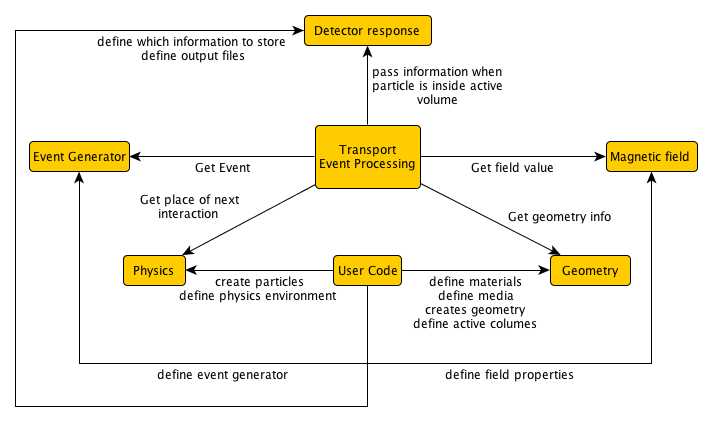 Detector response
define which information to store
define output files
pass information when
particle is inside active
volume
Transport
Event Processing
Event Generator
Magnetic field
Get Event
Get field value
Get place of next
interaction
Get geometry info
Physics
User Code
Geometry
create particles
define physics environment
define materials
define media
creates geometry
define active columes
define event generator
define field properties